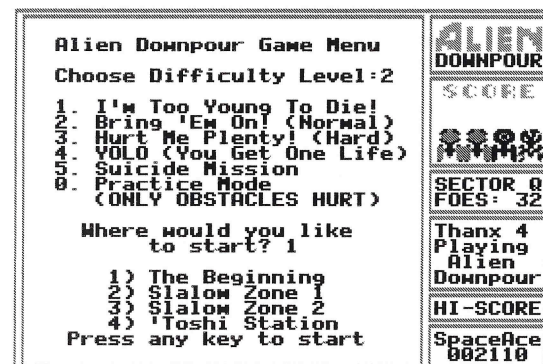 Alien Downpour Game Menu
Choose Difficulty Level:2
1. I'm Too Young To Die!
2. Bring 'Em On! (Normal)
3. Hurt Me Plenty! (Hard)
4. YOLO (You Get One Life)
5. Suicide Mission
0. Practice Mode
(ONLY OBSTACLES HURT)
Where would you like
to start? 1
1) The Beginning
2) Slalom Zone 1
3) Slalom Zone 2
4) 'Toshi Station
Press any key to start
ALIEN
DOWNPOUR
SCORE
SECTOR 0
FOES: 32
Thanx 4
Playing
Alien
Downpour
HI-SCORE
SpaceAce
002110